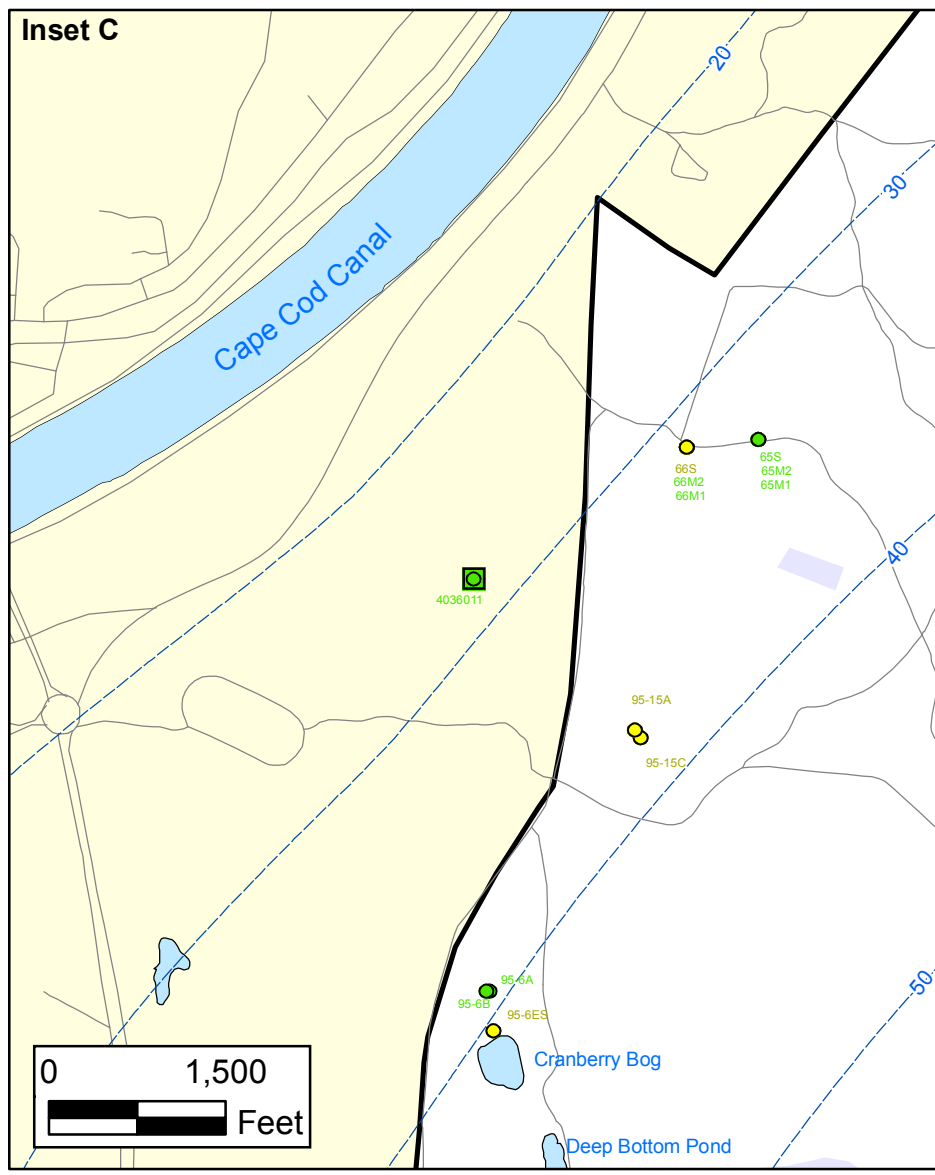 Inset C
20
30
Cape Cod Canal
66S
66M2
66M1
65S
65M2
65M1
40
4036011
95-15A
95-15C
50
95-6A
95-6B
95-6ES
Cranberry Bog
0 1,500
Feet
Deep Bottom Pond